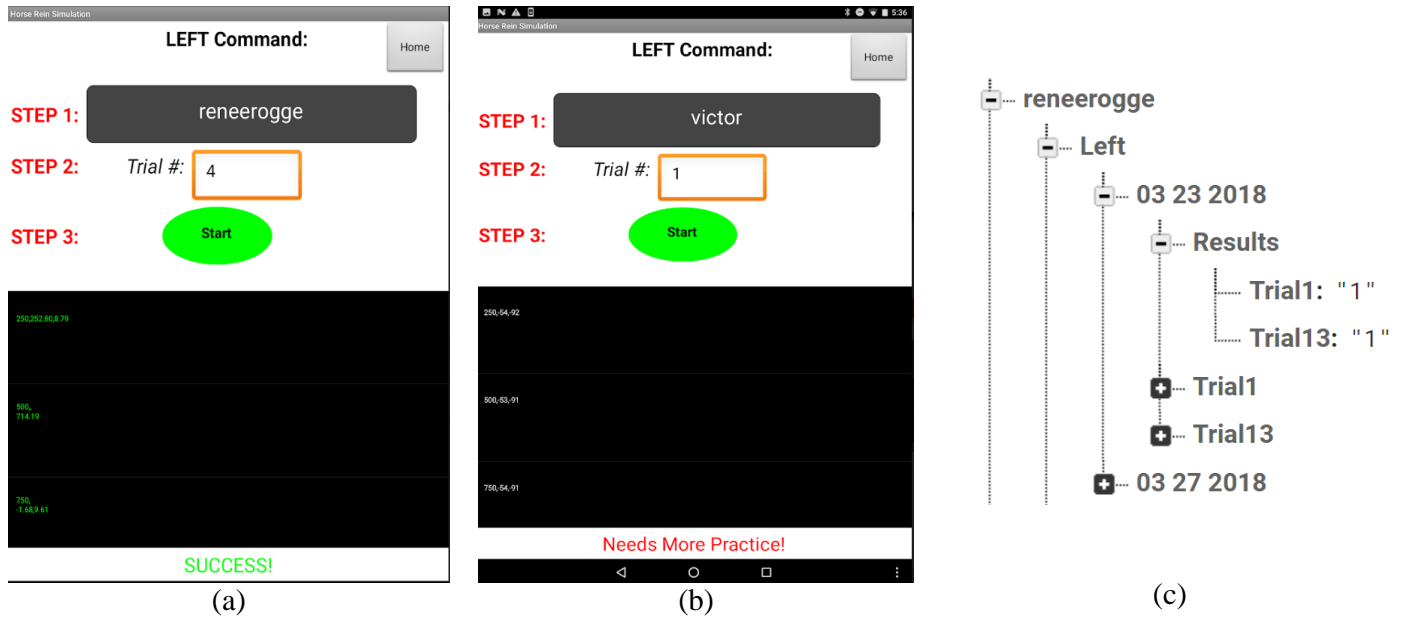 Horse Rein Simulation
LEFT Command:
Home
STEP 1:
reneerogge
STEP 2:
Trial #:
4
STEP 3:
Start
250,252.60,8.79
500,,
714.19
750,
-1.68,9.61
SUCCESS!
(a)
5:36
Horse Rein Simulation
LEFT Command:
Home
STEP 1:
victor
STEP 2:
Trial #:
1
STEP 3:
Start
250,-54,-92
500,-53,-91
750,-54,-91
Needs More Practice!
(b)
reneerogge
Left
03 23 2018
Results
Trial1: "1"
Trial13: "1"
Trial1
Trial13
03 27 2018
(c)